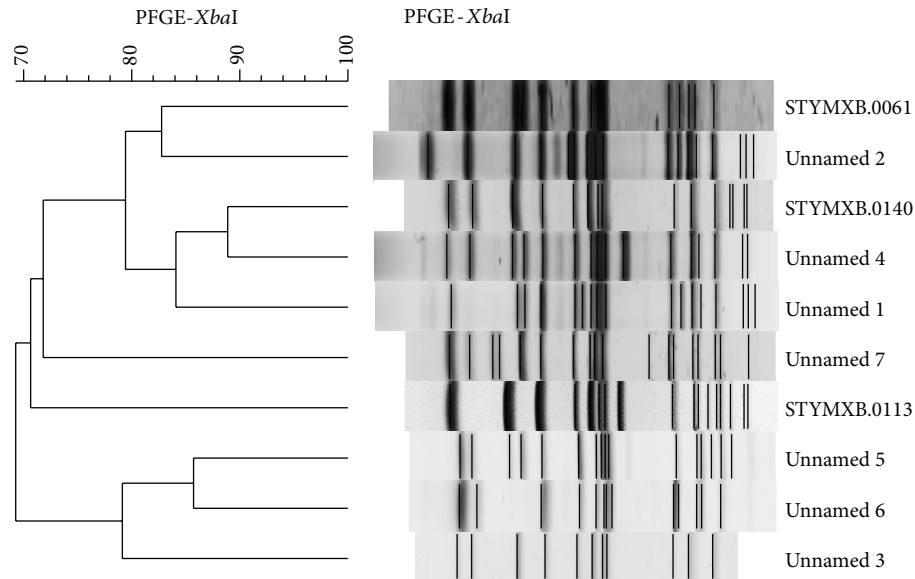 PFGE-XbaI
PFGE-XbaI
70
80
90
100
STYMXB.0061
Unnamed 2
STYMXB.0140
Unnamed 4
Unnamed 1
Unnamed 7
STYMXB.0113
Unnamed 5
Unnamed 6
Unnamed 3